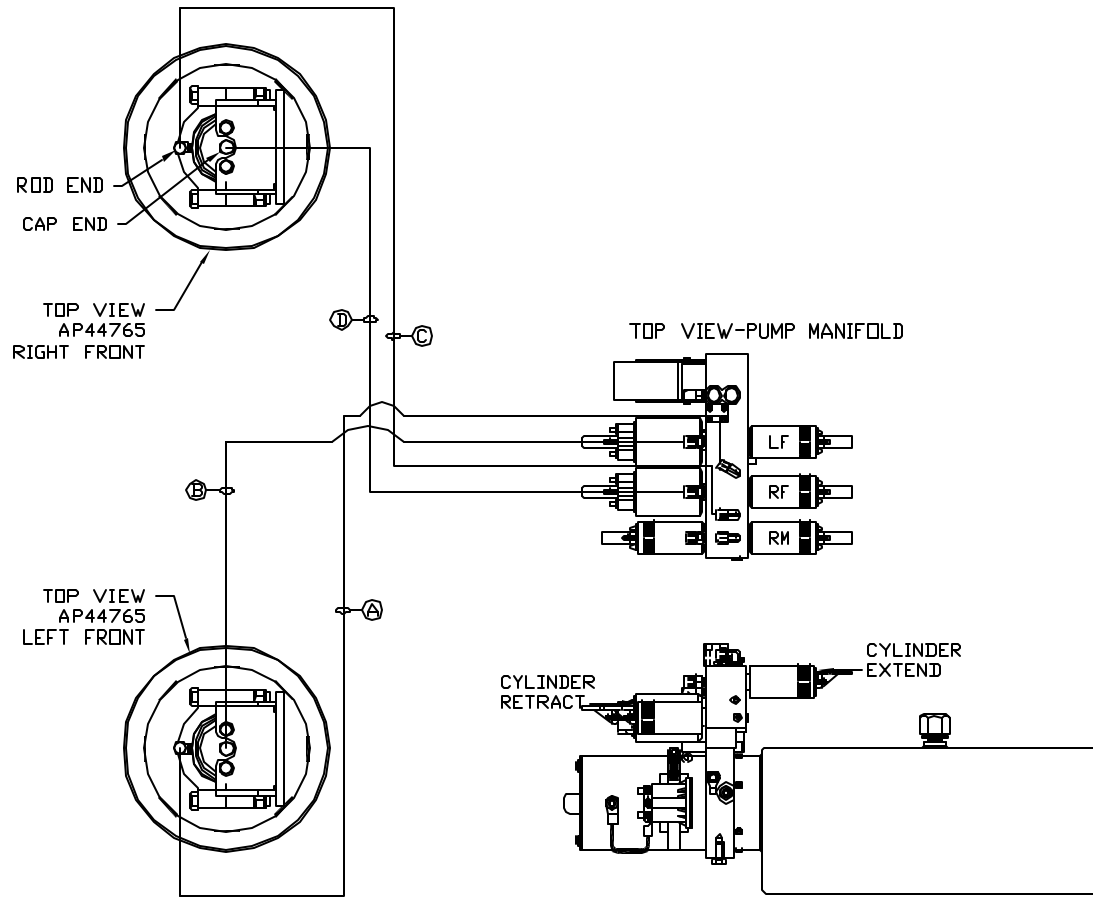 ROD END
CAP END
TOP VIEW
AP44765
RIGHT FRONT
D
C
TOP VIEW-PUMP MANIFOLD
LF
RF
RM
B
TOP VIEW
AP44765
LEFT FRONT
A
CYLINDER
EXTEND
CYLINDER
RETRACT